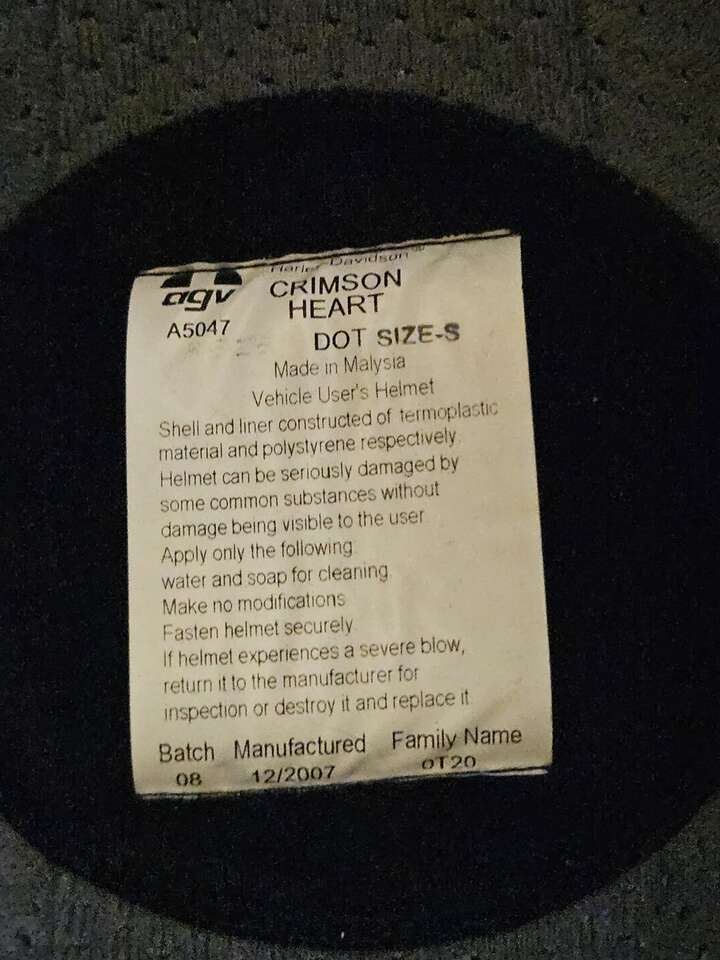 Harley Davidson
agv
CRIMSON
HEART
A5047
DOT SIZE-S
Made in Malysia
Vehicle User's Helmet
Shell and liner constructed of termoplastic
material and polystyrene respectively.
Helmet can be seriously damaged by
some common substances without
damage being visible to the user.
Apply only the following:
water and soap for cleaning.
Make no modifications.
Fasten helmet securely.
If helmet experiences a severe blow,
return it to the manufacturer for
inspection or destroy it and replace it.
Batch Manufactured Family Name
08 12/2007 0T20